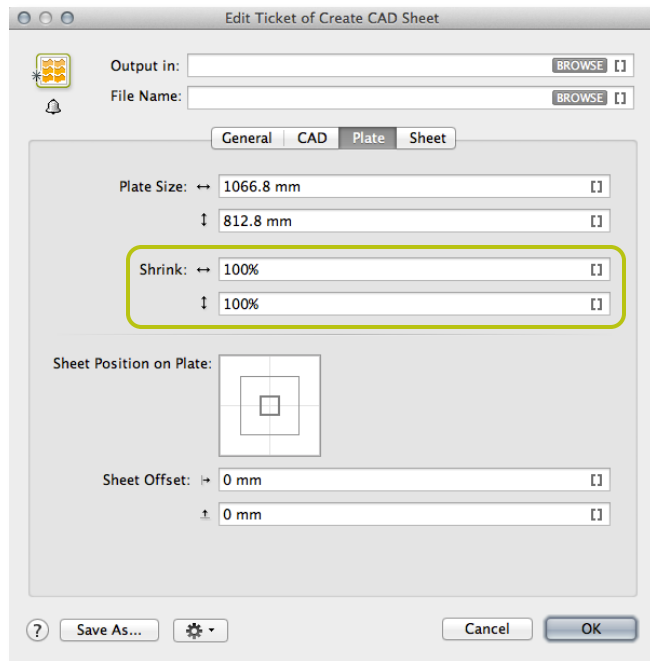 Edit Ticket of Create CAD Sheet
Output in: BROWSE []
File Name: BROWSE []
General CAD Plate Sheet
Plate Size: ↔ 1066.8 mm []
↕ 812.8 mm []
Shrink: ↔ 100% []
↕ 100% []
Sheet Position on Plate:
Sheet Offset: 0 mm []
0 mm []
? Save As... Cancel OK